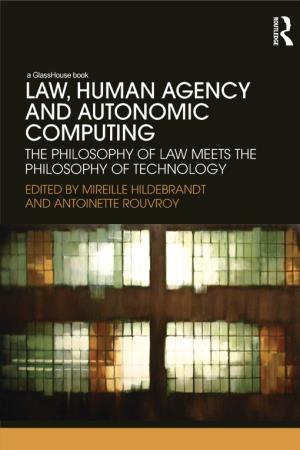 ROUTLEDGE
a GlassHouse book
LAW, HUMAN AGENCY
AND AUTONOMIC
COMPUTING
THE PHILOSOPHY OF LAW MEETS THE
PHILOSOPHY OF TECHNOLOGY
EDITED BY MIREILLE HILDEBRANDT
AND ANTOINETTE ROUVROY